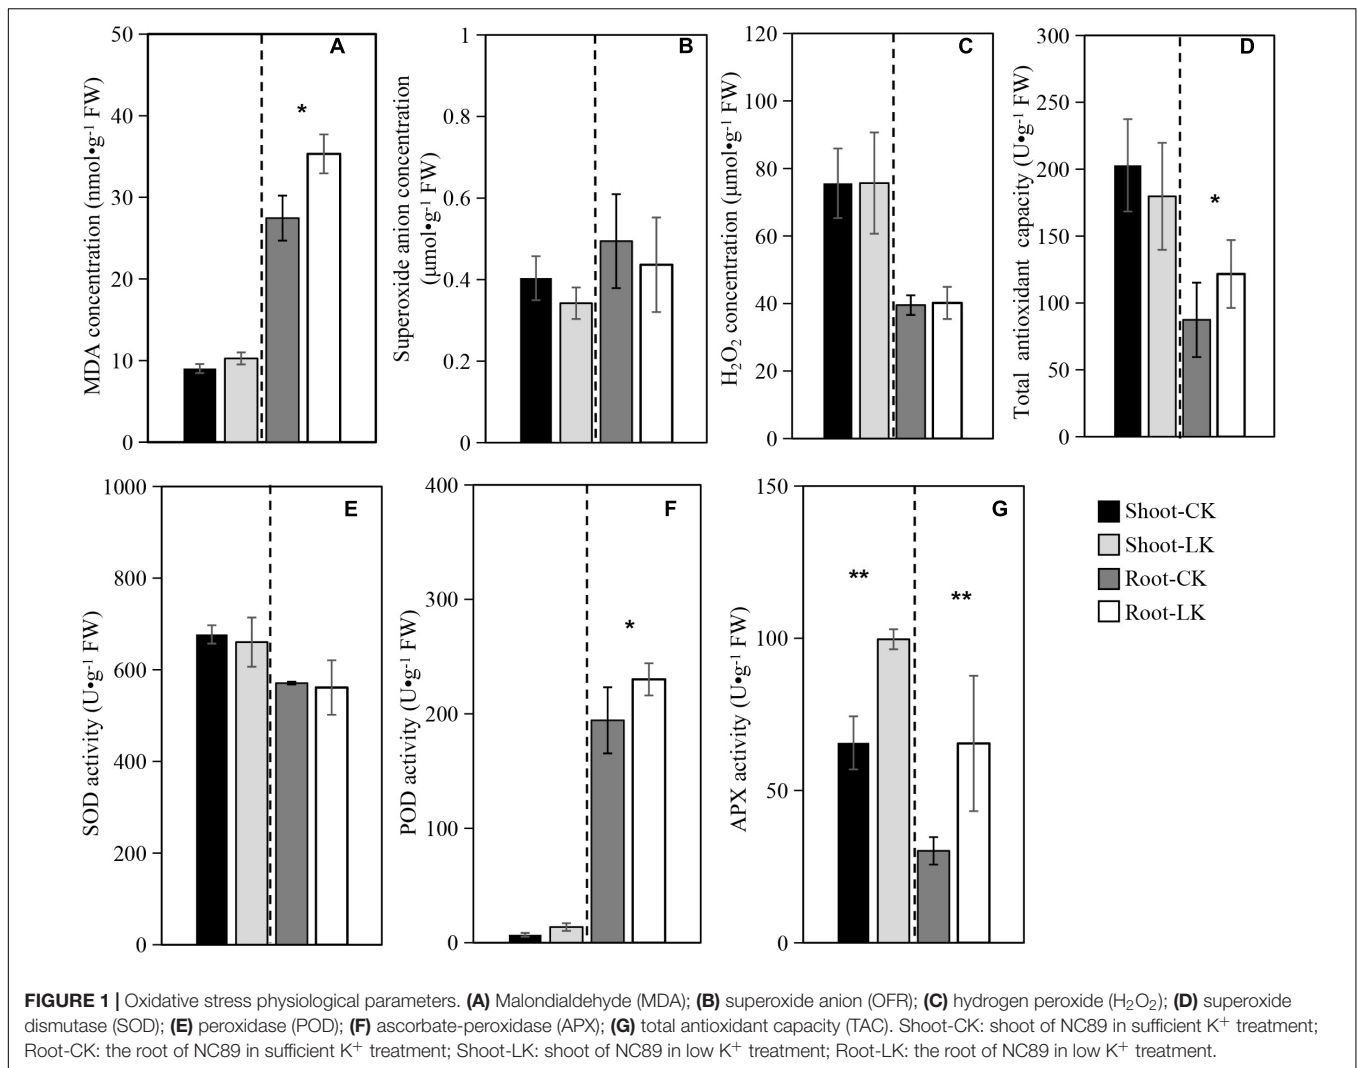 50
40
30
20
10
0
MDA concentration (nmol•g-1 FW)
A
*
1
0.8
0.6
0.4
0.2
0
Superoxide anion concentration
(μmol•g-1 FW)
B
120
100
80
60
40
20
0
H2O2 concentration (μmol•g-1 FW)
C
300
250
200
150
100
50
0
Total antioxidant capacity (U•g-1 FW)
D
*
1000
800
600
400
200
0
SOD activity (U•g-1 FW)
E
400
300
200
100
0
POD activity (U•g-1 FW)
F
*
150
100
50
0
APX activity (U•g-1 FW)
G
**
**
Shoot-CK
Shoot-LK
Root-CK
Root-LK
FIGURE 1 | Oxidative stress physiological parameters. (A) Malondialdehyde (MDA); (B) superoxide anion (OFR); (C) hydrogen peroxide (H2O2); (D) superoxide
dismutase (SOD); (E) peroxidase (POD); (F) ascorbate-peroxidase (APX); (G) total antioxidant capacity (TAC). Shoot-CK: shoot of NC89 in sufficient K+ treatment;
Root-CK: the root of NC89 in sufficient K+ treatment; Shoot-LK: shoot of NC89 in low K+ treatment; Root-LK: the root of NC89 in low K+ treatment.